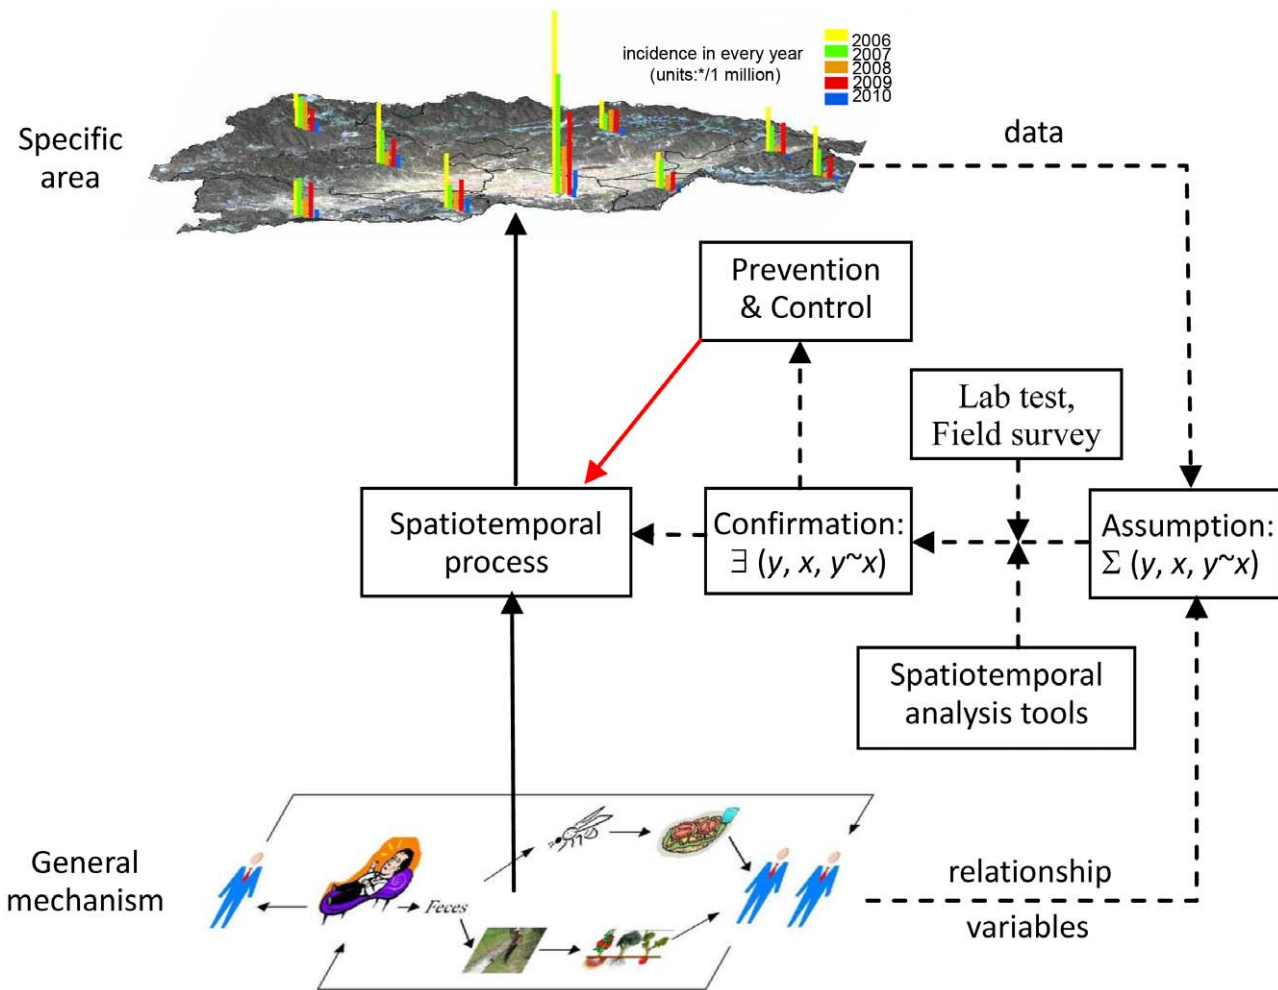 incidence in every year
(units:*/1 million)
2006
2007
2008
2009
2010
Specific
area
data
Prevention
& Control
Lab test,
Field survey
Spatiotemporal
process
Confirmation:
∃ (y, x, y~x)
Assumption:
Σ (y, x, y~x)
Spatiotemporal
analysis tools
General
mechanism
Feces
relationship
variables